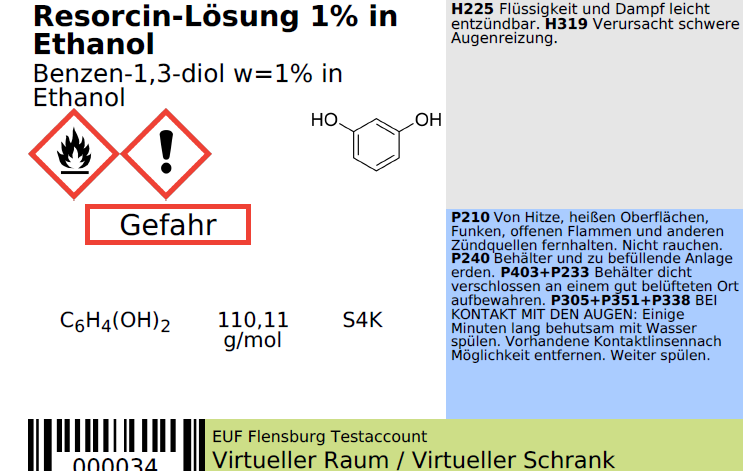 Resorcin-Lösung 1% in
Ethanol
Benzen-1,3-diol w=1% in
Ethanol
HO
OH
Gefahr
C6H4(OH)2
110,11
g/mol
S4K
H225 Flüssigkeit und Dampf leicht
entzündbar. H319 Verursacht schwere
Augenreizung.
P210 Von Hitze, heißen Oberflächen,
Funken, offenen Flammen und anderen
Zündquellen fernhalten. Nicht rauchen.
P240 Behälter und zu befüllende Anlage
erden. P403+P233 Behälter dicht
verschlossen an einem gut belüfteten Ort
aufbewahren. P305+P351+P338 BEI
KONTAKT MIT DEN AUGEN: Einige
Minuten lang behutsam mit Wasser
spülen. Vorhandene Kontaktlinsennach
Möglichkeit entfernen. Weiter spülen.
000034
EUF Flensburg Testaccount
Virtueller Raum / Virtueller Schrank